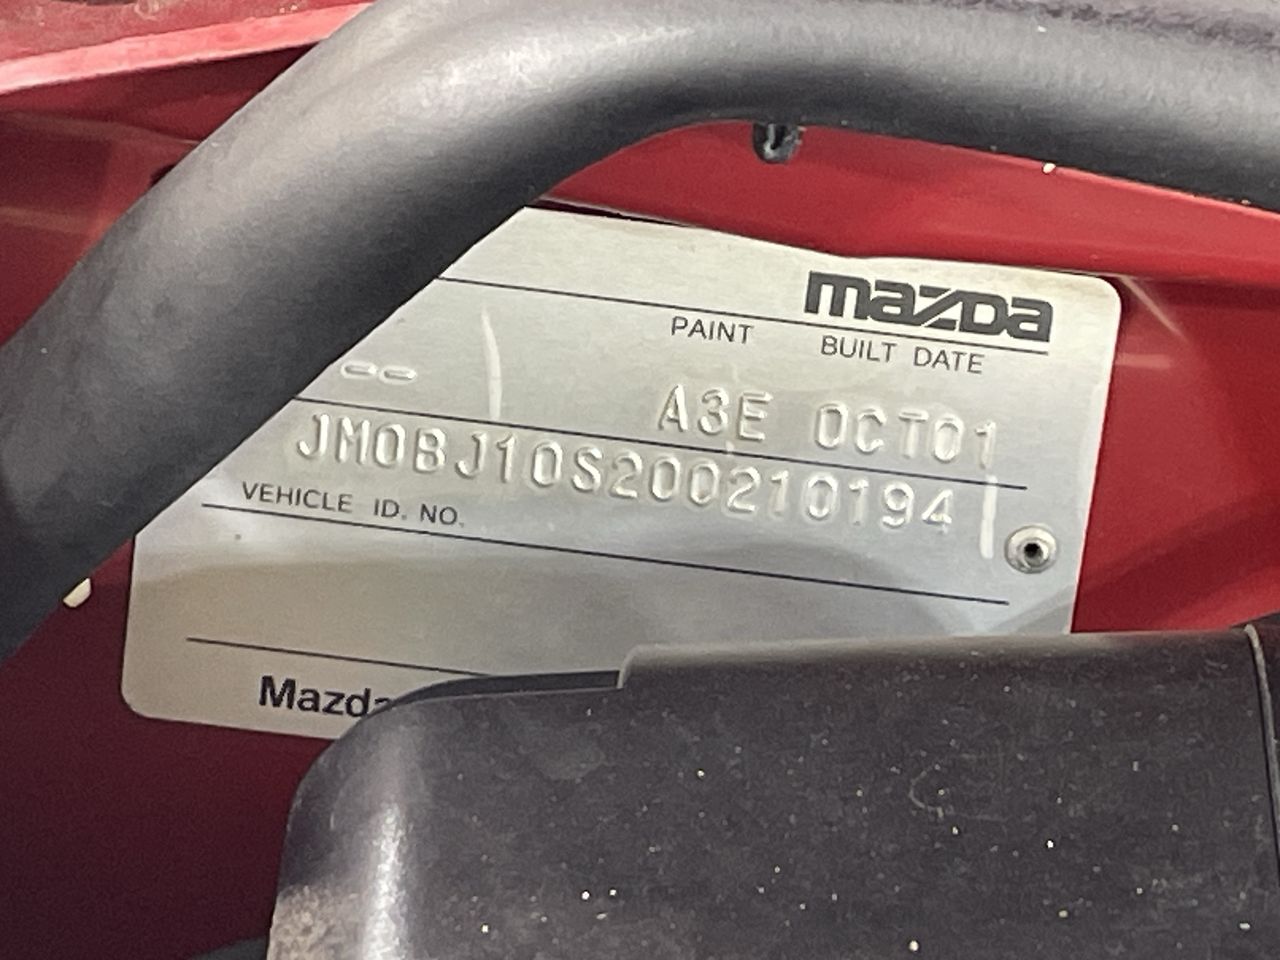 mazda
PAINT BUILT DATE
-- A3E OCT01
JM0BJ10S200210194
VEHICLE ID. NO.
Mazda